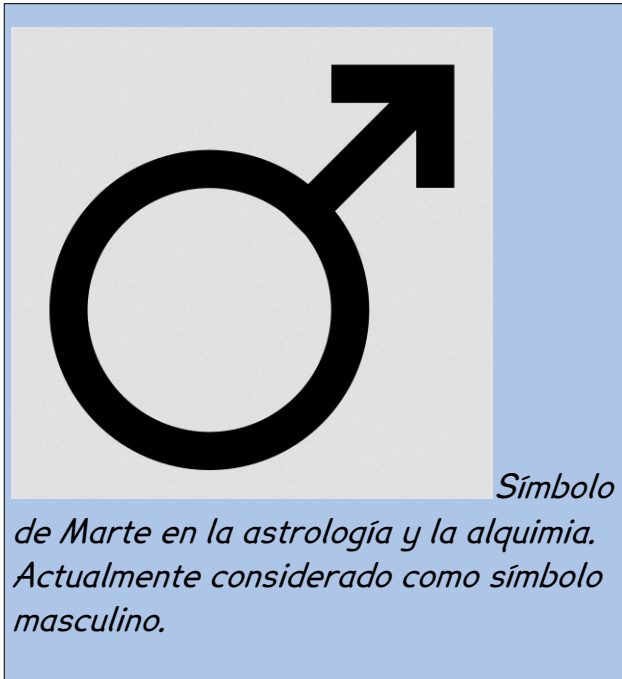 Símbolo
de Marte en la astrología y la alquimia.
Actualmente considerado como símbolo
masculino.